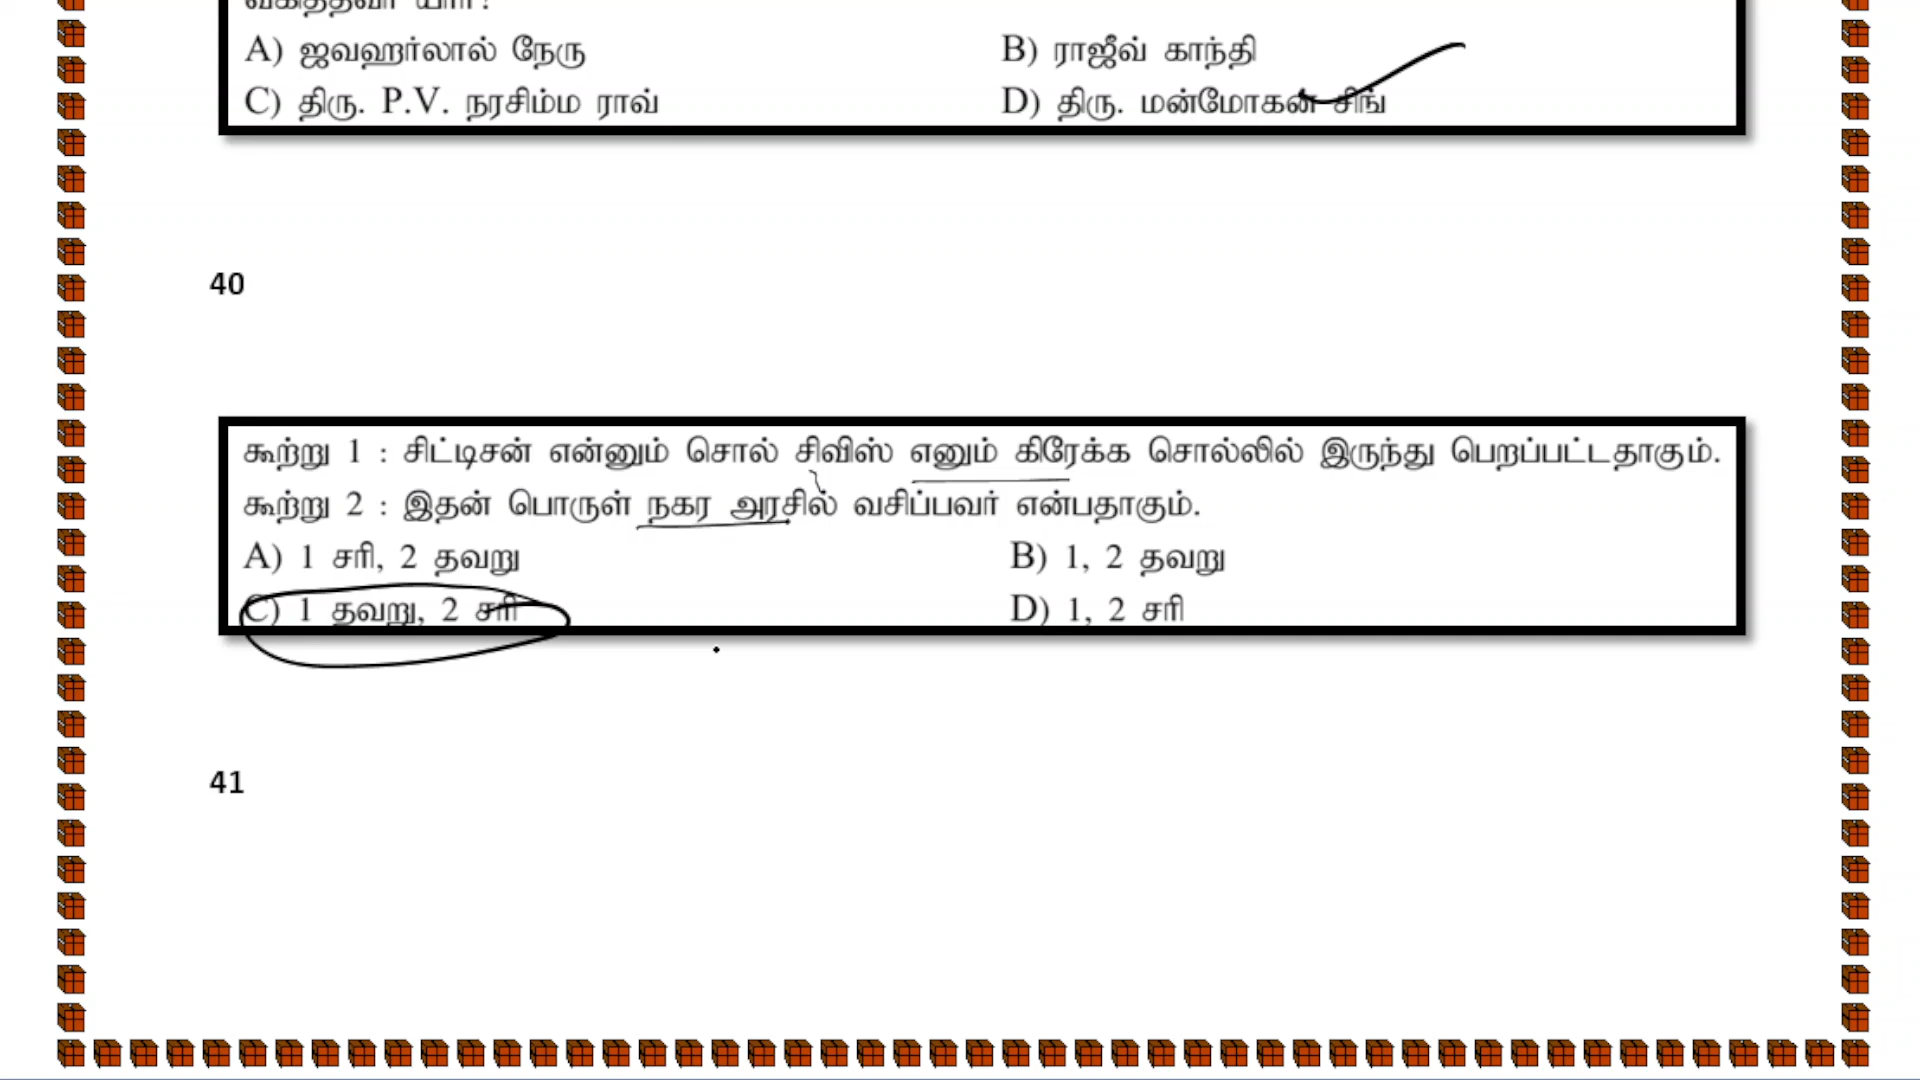 A) ஜவஹர்லால் நேரு B) ராஜீவ் காந்தி
C) திரு. P.V. நரசிம்ம ராவ் D) திரு. மன்மோகன் சிங்
40
கூற்று 1 : சிட்டிசன் என்னும் சொல் சிவிஸ் எனும் கிரேக்க சொல்லில் இருந்து பெறப்பட்டதாகும்.
கூற்று 2 : இதன் பொருள் நகர அரசில் வசிப்பவர் என்பதாகும்.
A) 1 சரி, 2 தவறு B) 1, 2 தவறு
C) 1 தவறு, 2 சரி D) 1, 2 சரி
41